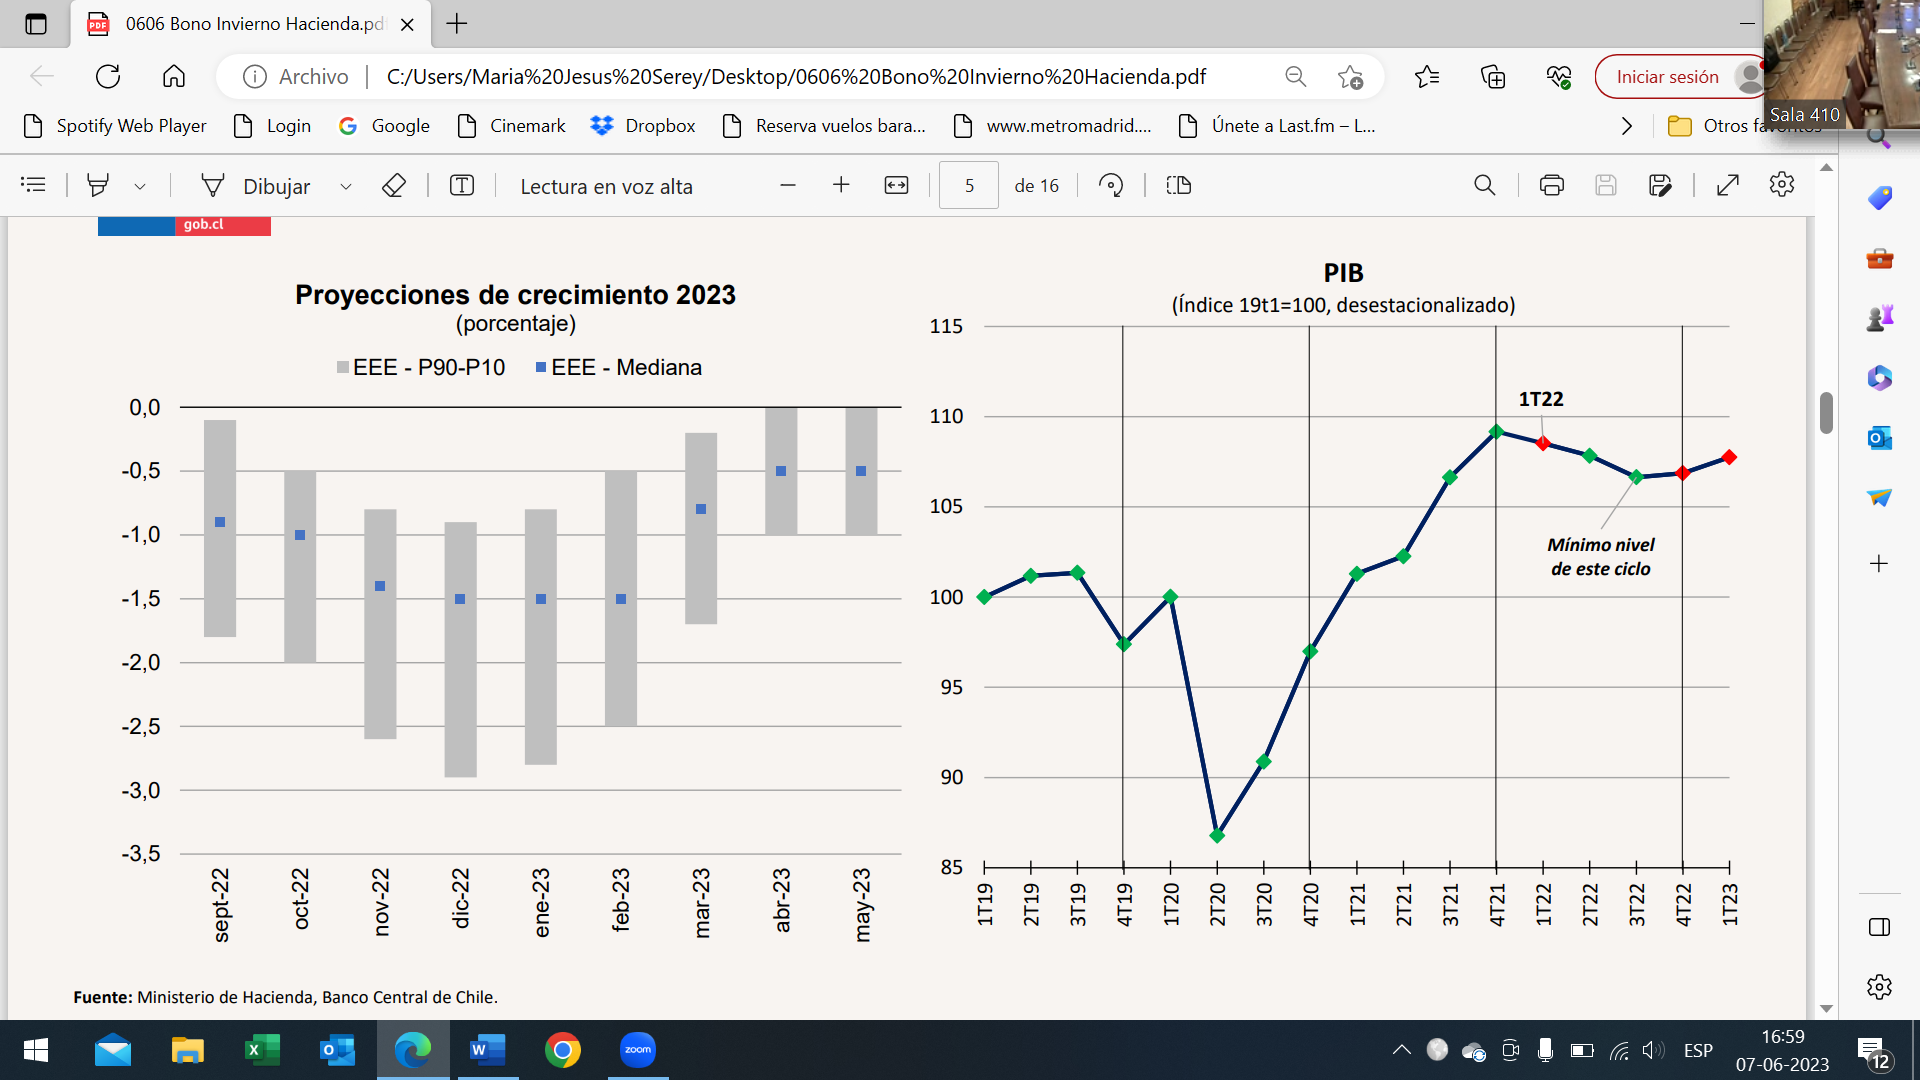 0606 Bono Invierno Hacienda.pdf
Archivo
C:/Users/Maria%20Jesus%20Serey/Desktop/0606%20Bono%20Invierno%20Hacienda.pdf
Iniciar sesión
Sala 410
Spotify Web Player
Login
Google
Cinemark
Dropbox
Reserva vuelos bara...
www.metromadrid....
Únete a Last.fm – L...
Otros favoritos
Dibujar
Lectura en voz alta
5
de 16
gob.cl
Proyecciones de crecimiento 2023
(porcentaje)
EEE - P90-P10
EEE - Mediana
0,0
-0,5
-1,0
-1,5
-2,0
-2,5
-3,0
-3,5
sept-22
oct-22
nov-22
dic-22
ene-23
feb-23
mar-23
abr-23
may-23
PIB
(Índice 19t1=100, desestacionalizado)
115
110
105
100
95
90
85
1T22
Mínimo nivel
de este ciclo
1T19
2T19
3T19
4T19
1T20
2T20
3T20
4T20
1T21
2T21
3T21
4T21
1T22
2T22
3T22
4T22
1T23
Fuente: Ministerio de Hacienda, Banco Central de Chile.
zoom
ESP
16:59
07-06-2023
12